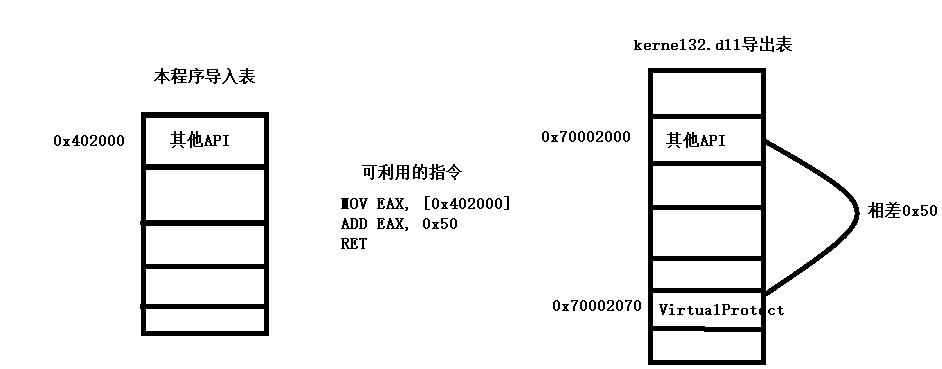 本程序导入表
0x402000
其他API
可利用的指令
MOV EAX, [0x402000]
ADD EAX, 0x50
RET
kernel32.dll导出表
0x70002000
其他API
相差0x50
0x70002070
VirtualProtect